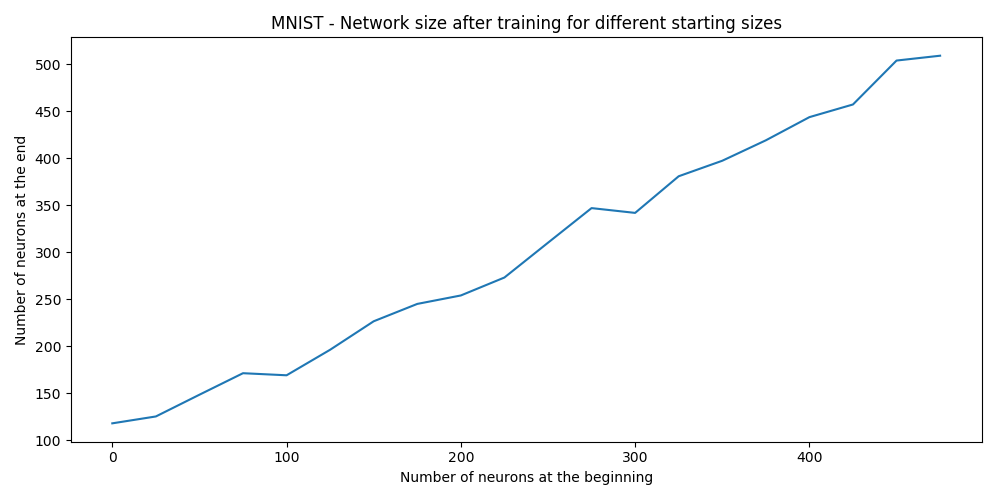 MNIST - Network size after training for different starting sizes
Number of neurons at the end
500
450
400
350
300
250
200
150
100
0 100 200 300 400
Number of neurons at the beginning